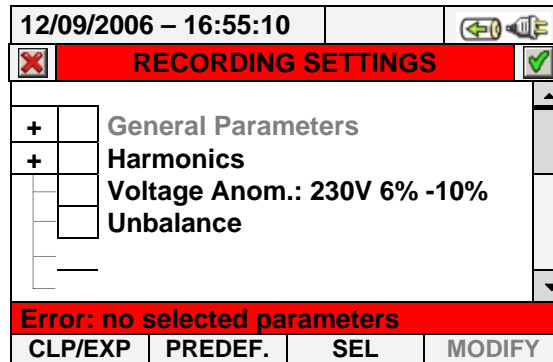 12/09/2006 – 16:55:10
RECORDING SETTINGS
+ General Parameters
+ Harmonics
Voltage Anom.: 230V 6% -10%
Unbalance
Error: no selected parameters
CLP/EXP PREDEF. SEL MODIFY